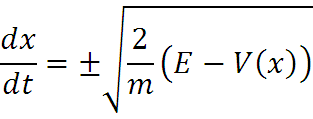 dx/dt = ±√(2/m (E − V(x)))